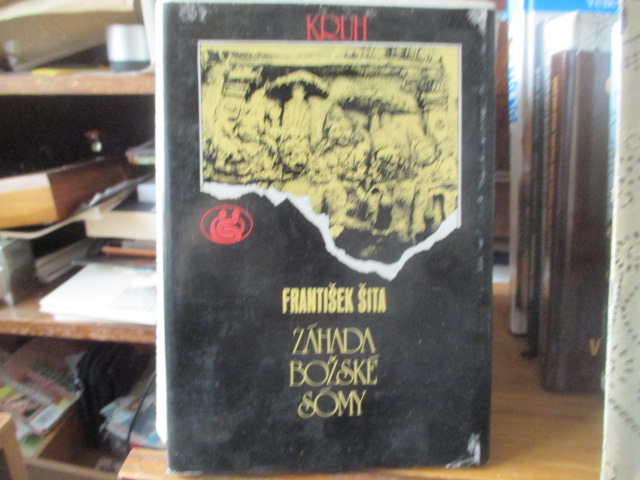 KRUH
FRANTIŠEK ŠITA
ZÁHADA
BOŽSKÉ
SÓMY